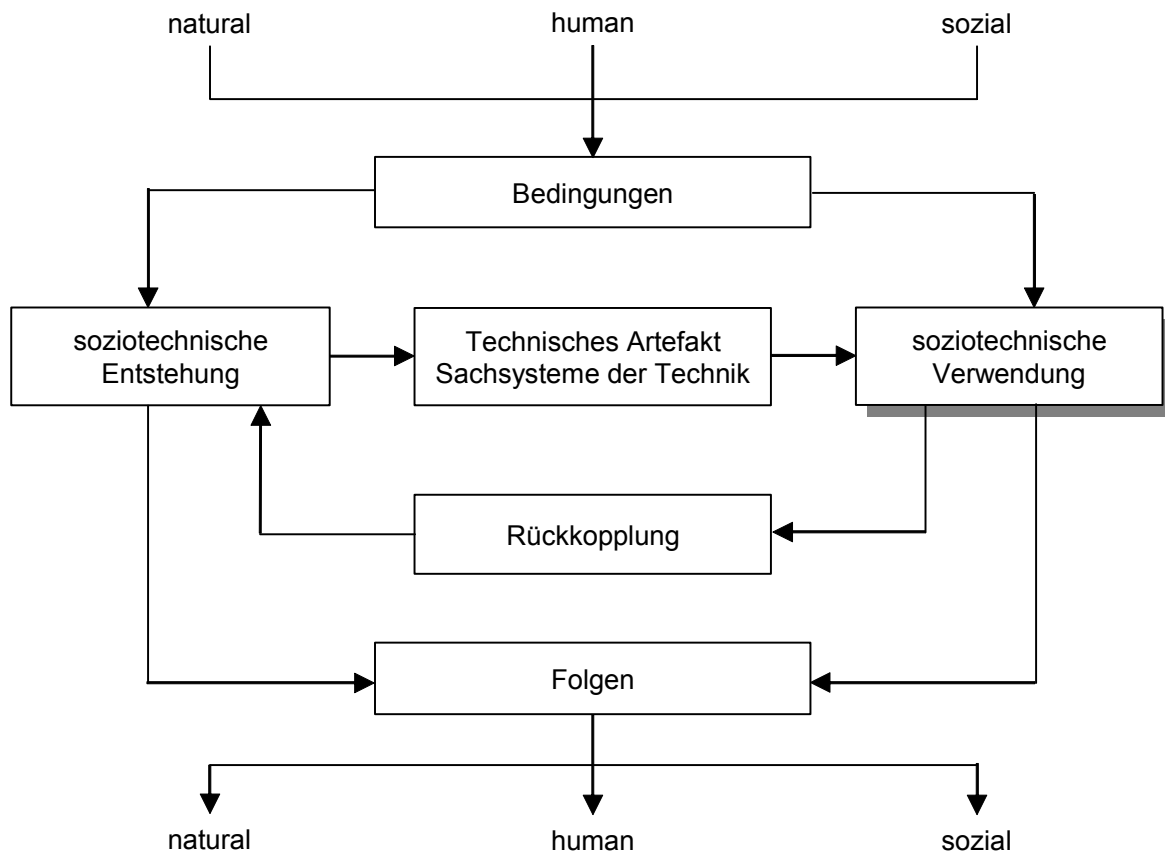 natural
human
sozial
Bedingungen
soziotechnische
Entstehung
Technisches Artefakt
Sachsysteme der Technik
soziotechnische
Verwendung
Rückkopplung
Folgen
natural
human
sozial